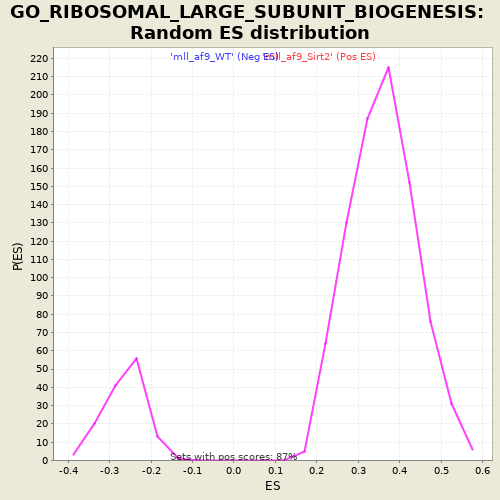 GO_RIBOSOMAL_LARGE_SUBUNIT_BIOGENESIS:
Random ES distribution
'mll_af9_WT' (Neg ES)
'mll_af9_Sirt2' (Pos ES)
220
210
200
190
180
170
160
150
140
130
120
110
100
90
80
70
60
50
40
30
20
10
0
P(ES)
Sets with pos scores: 87%
-0.4 -0.3 -0.2 -0.1 0.0 0.1 0.2 0.3 0.4 0.5 0.6
ES